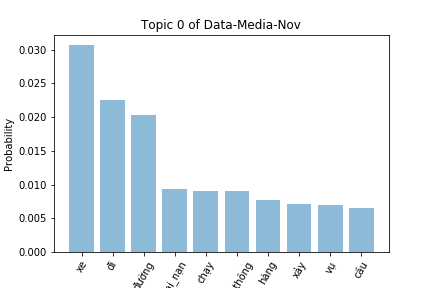 Topic 0 of Data-Media-Nov
Probability
0.030
0.025
0.020
0.015
0.010
0.005
0.000
xe
đi
đường
ai_nạn
chạy
thông
hàng
xảy
vụ
cầu